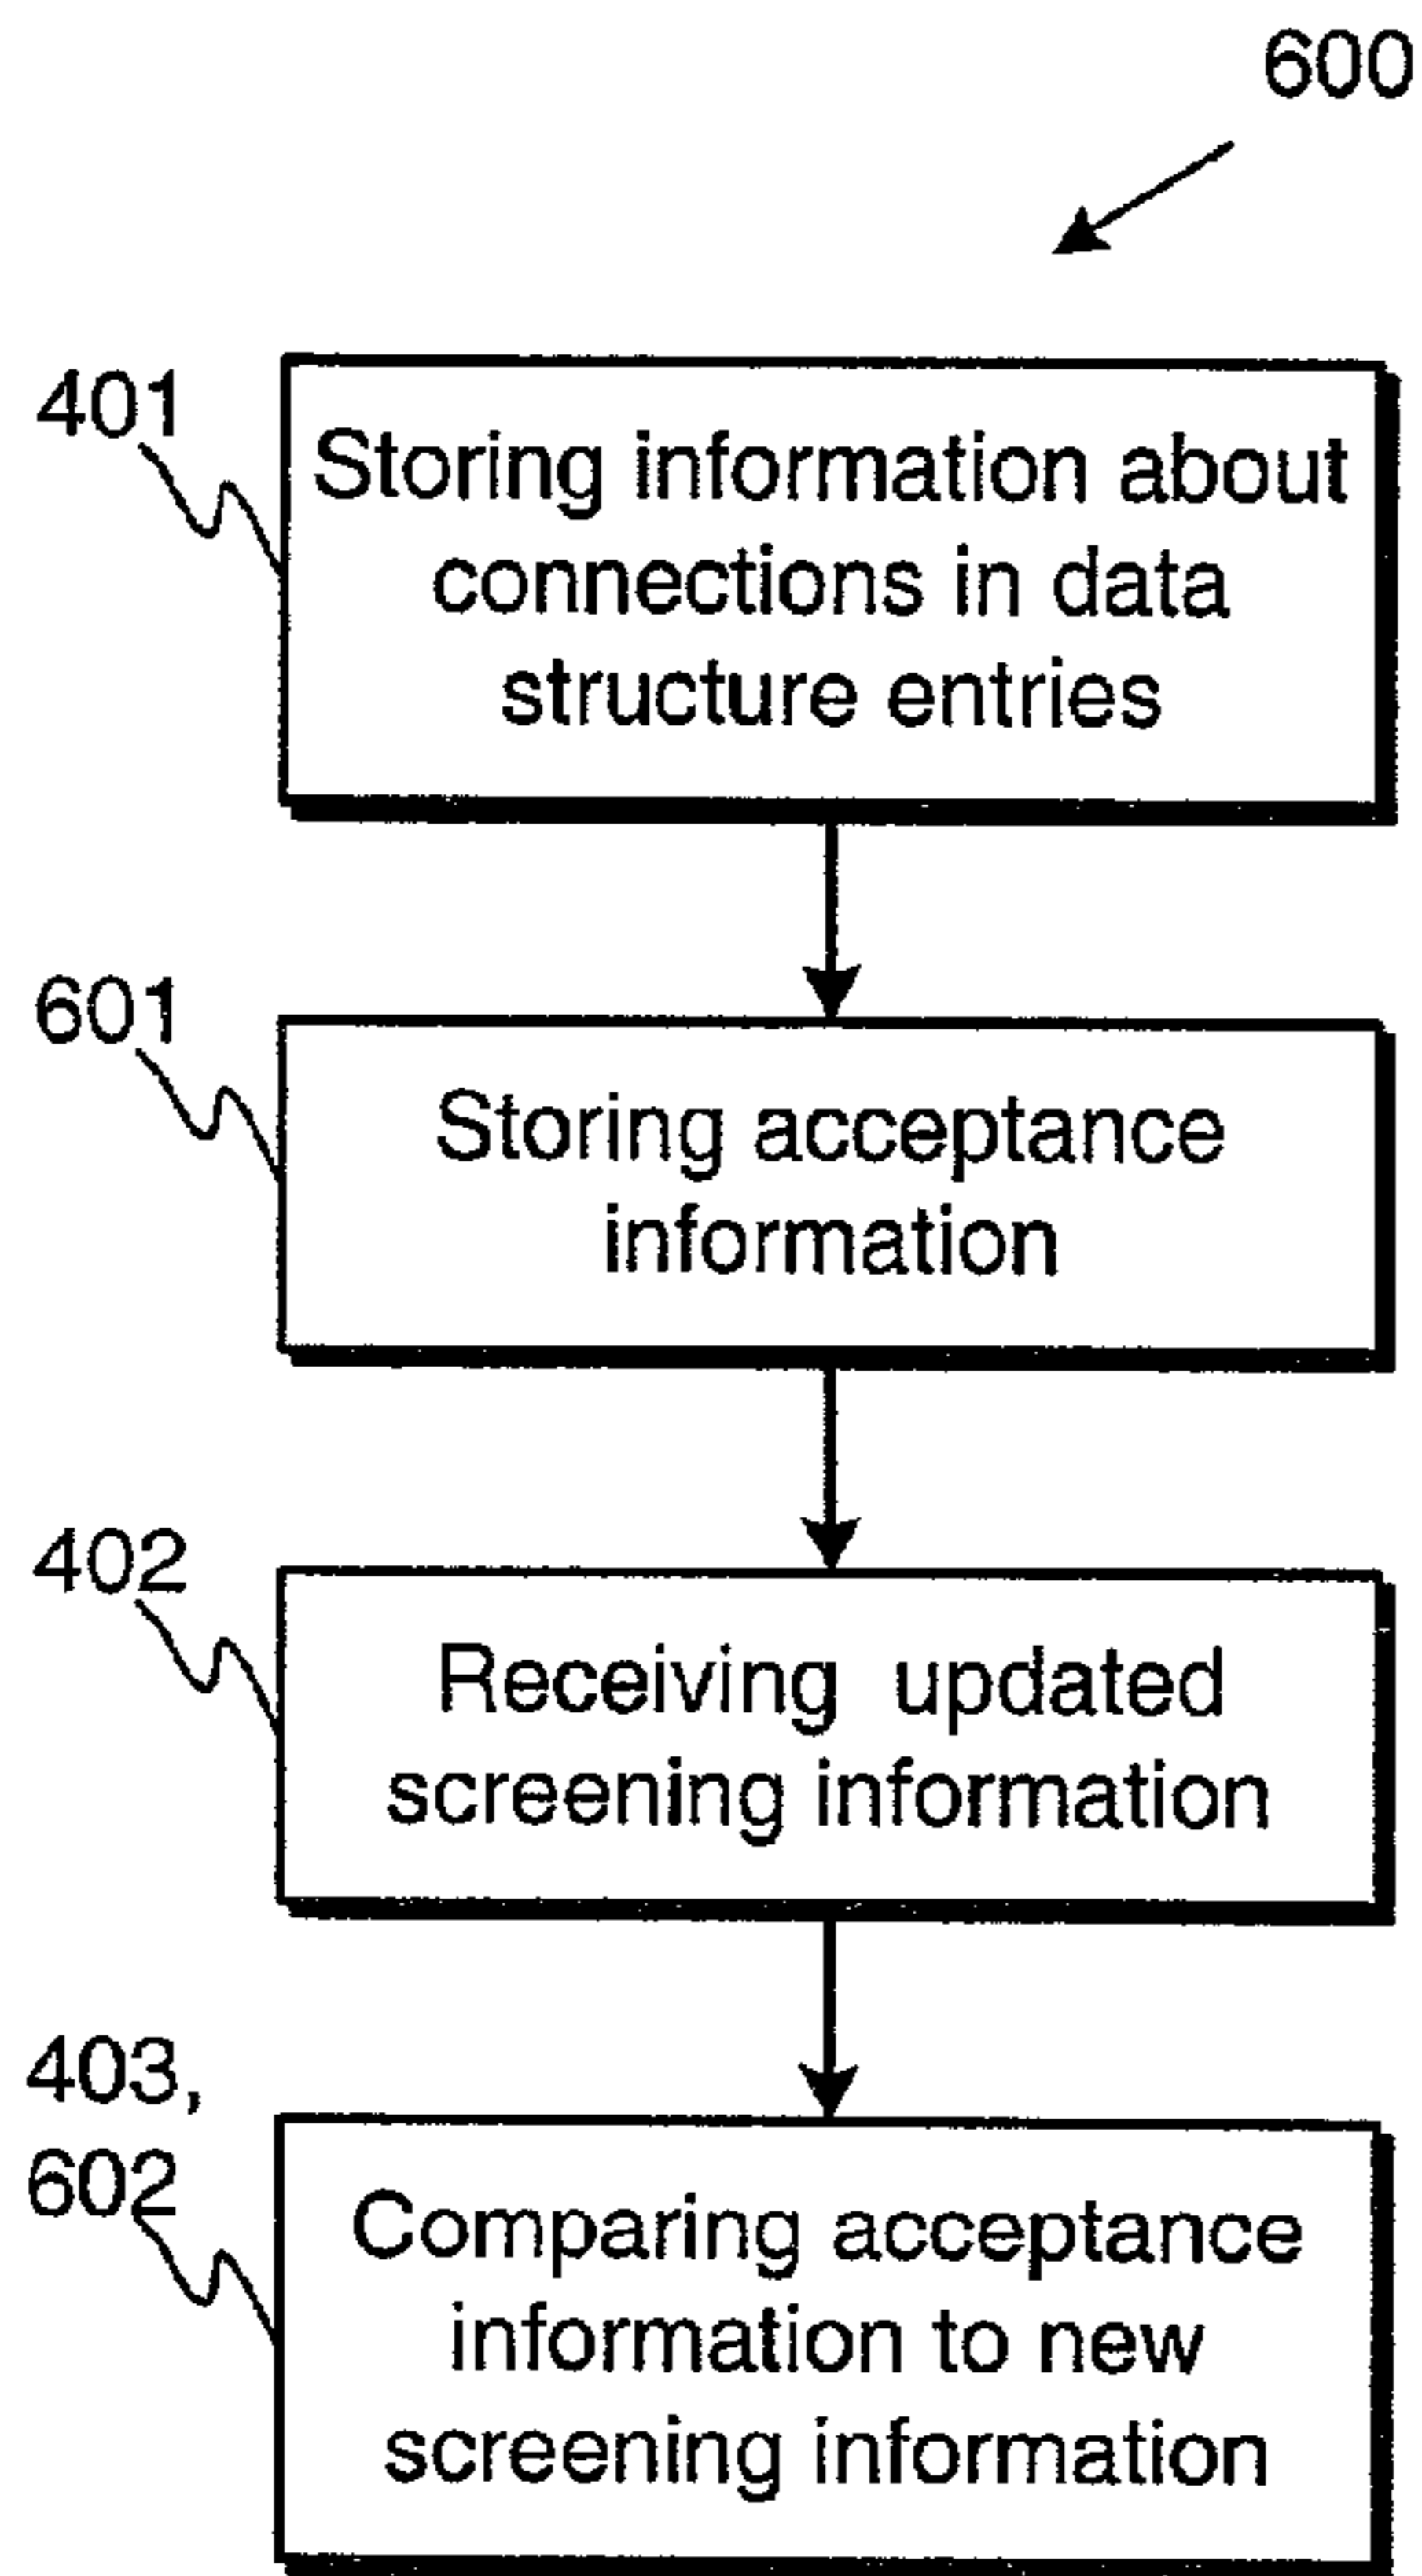 600
401
Storing information about
connections in data
structure entries
601
Storing acceptance
information
402
Receiving updated
screening information
403,
602
Comparing acceptance
information to new
screening information